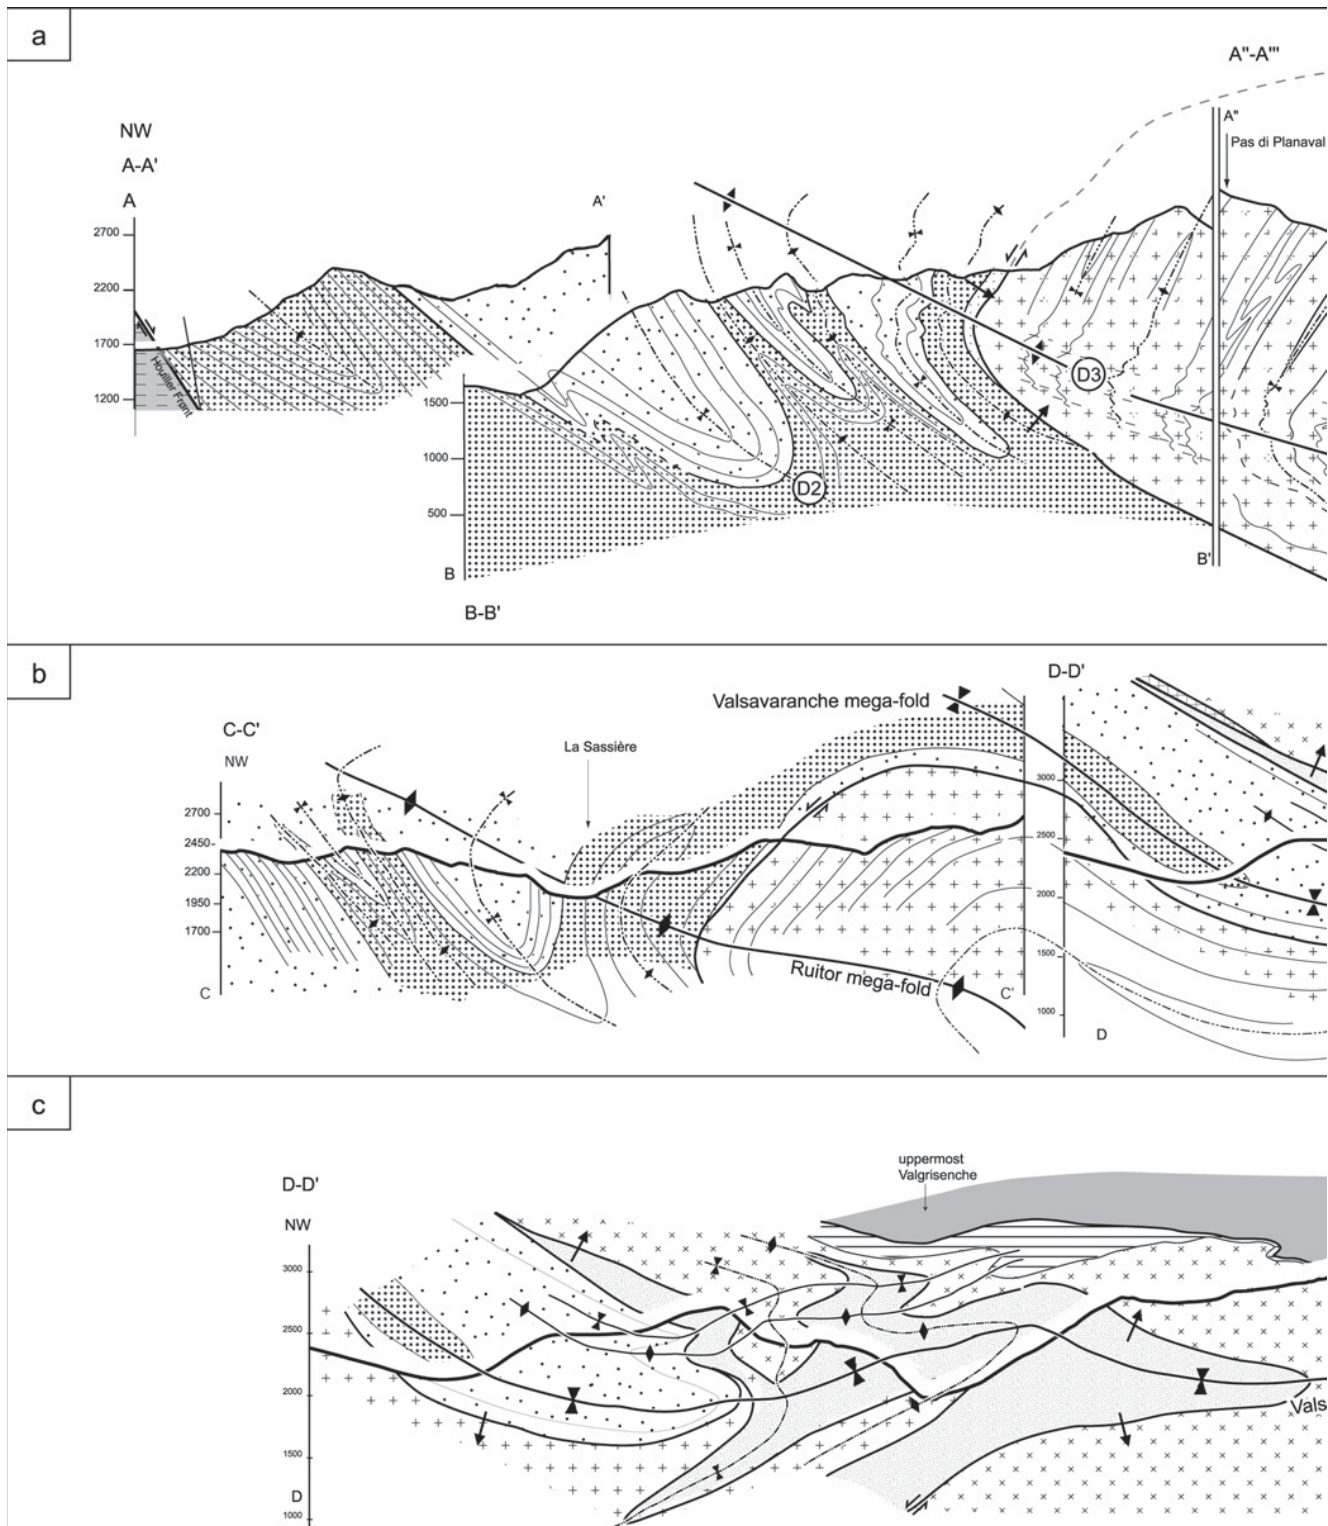 a
A"-A'"
NW
A-A'
A
A'
A"
Pas di Planaval
2700
2200
1700
1200
Houiller Front
1500
1000
500
D3
D2
B
B'
B-B'
b
D-D'
Valsavaranche mega-fold
C-C'
NW
La Sassière
2700
2450
2200
1950
1700
3000
2500
2000
1500
1000
Ruitor mega-fold
C
C'
D
c
uppermost
Valgrisenche
D-D'
NW
3000
2500
2000
1500
1000
D
Vals